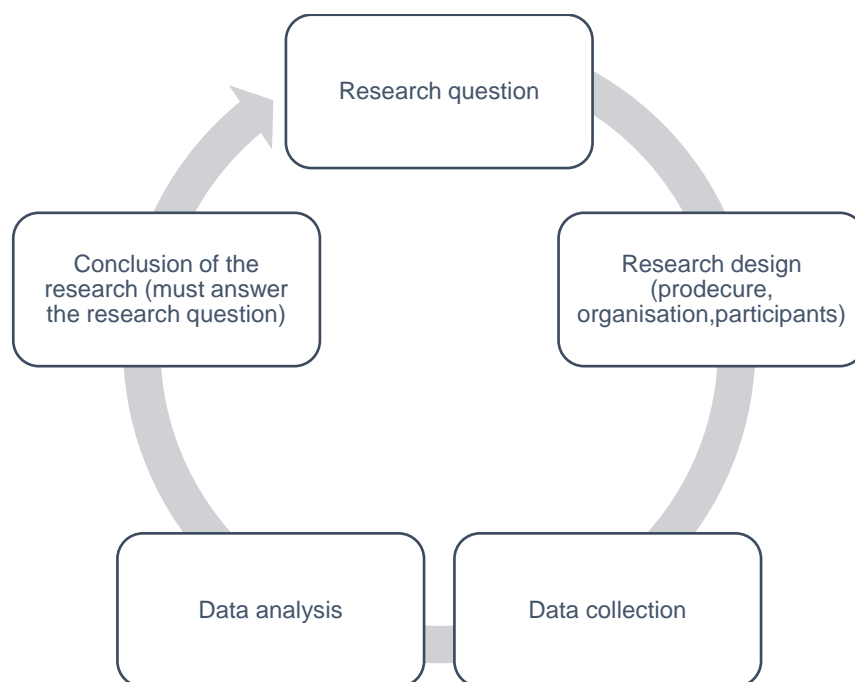 Research question
Research design
(prodecure,
organisation,participants)
Data collection
Data analysis
Conclusion of the
research (must answer
the research question)